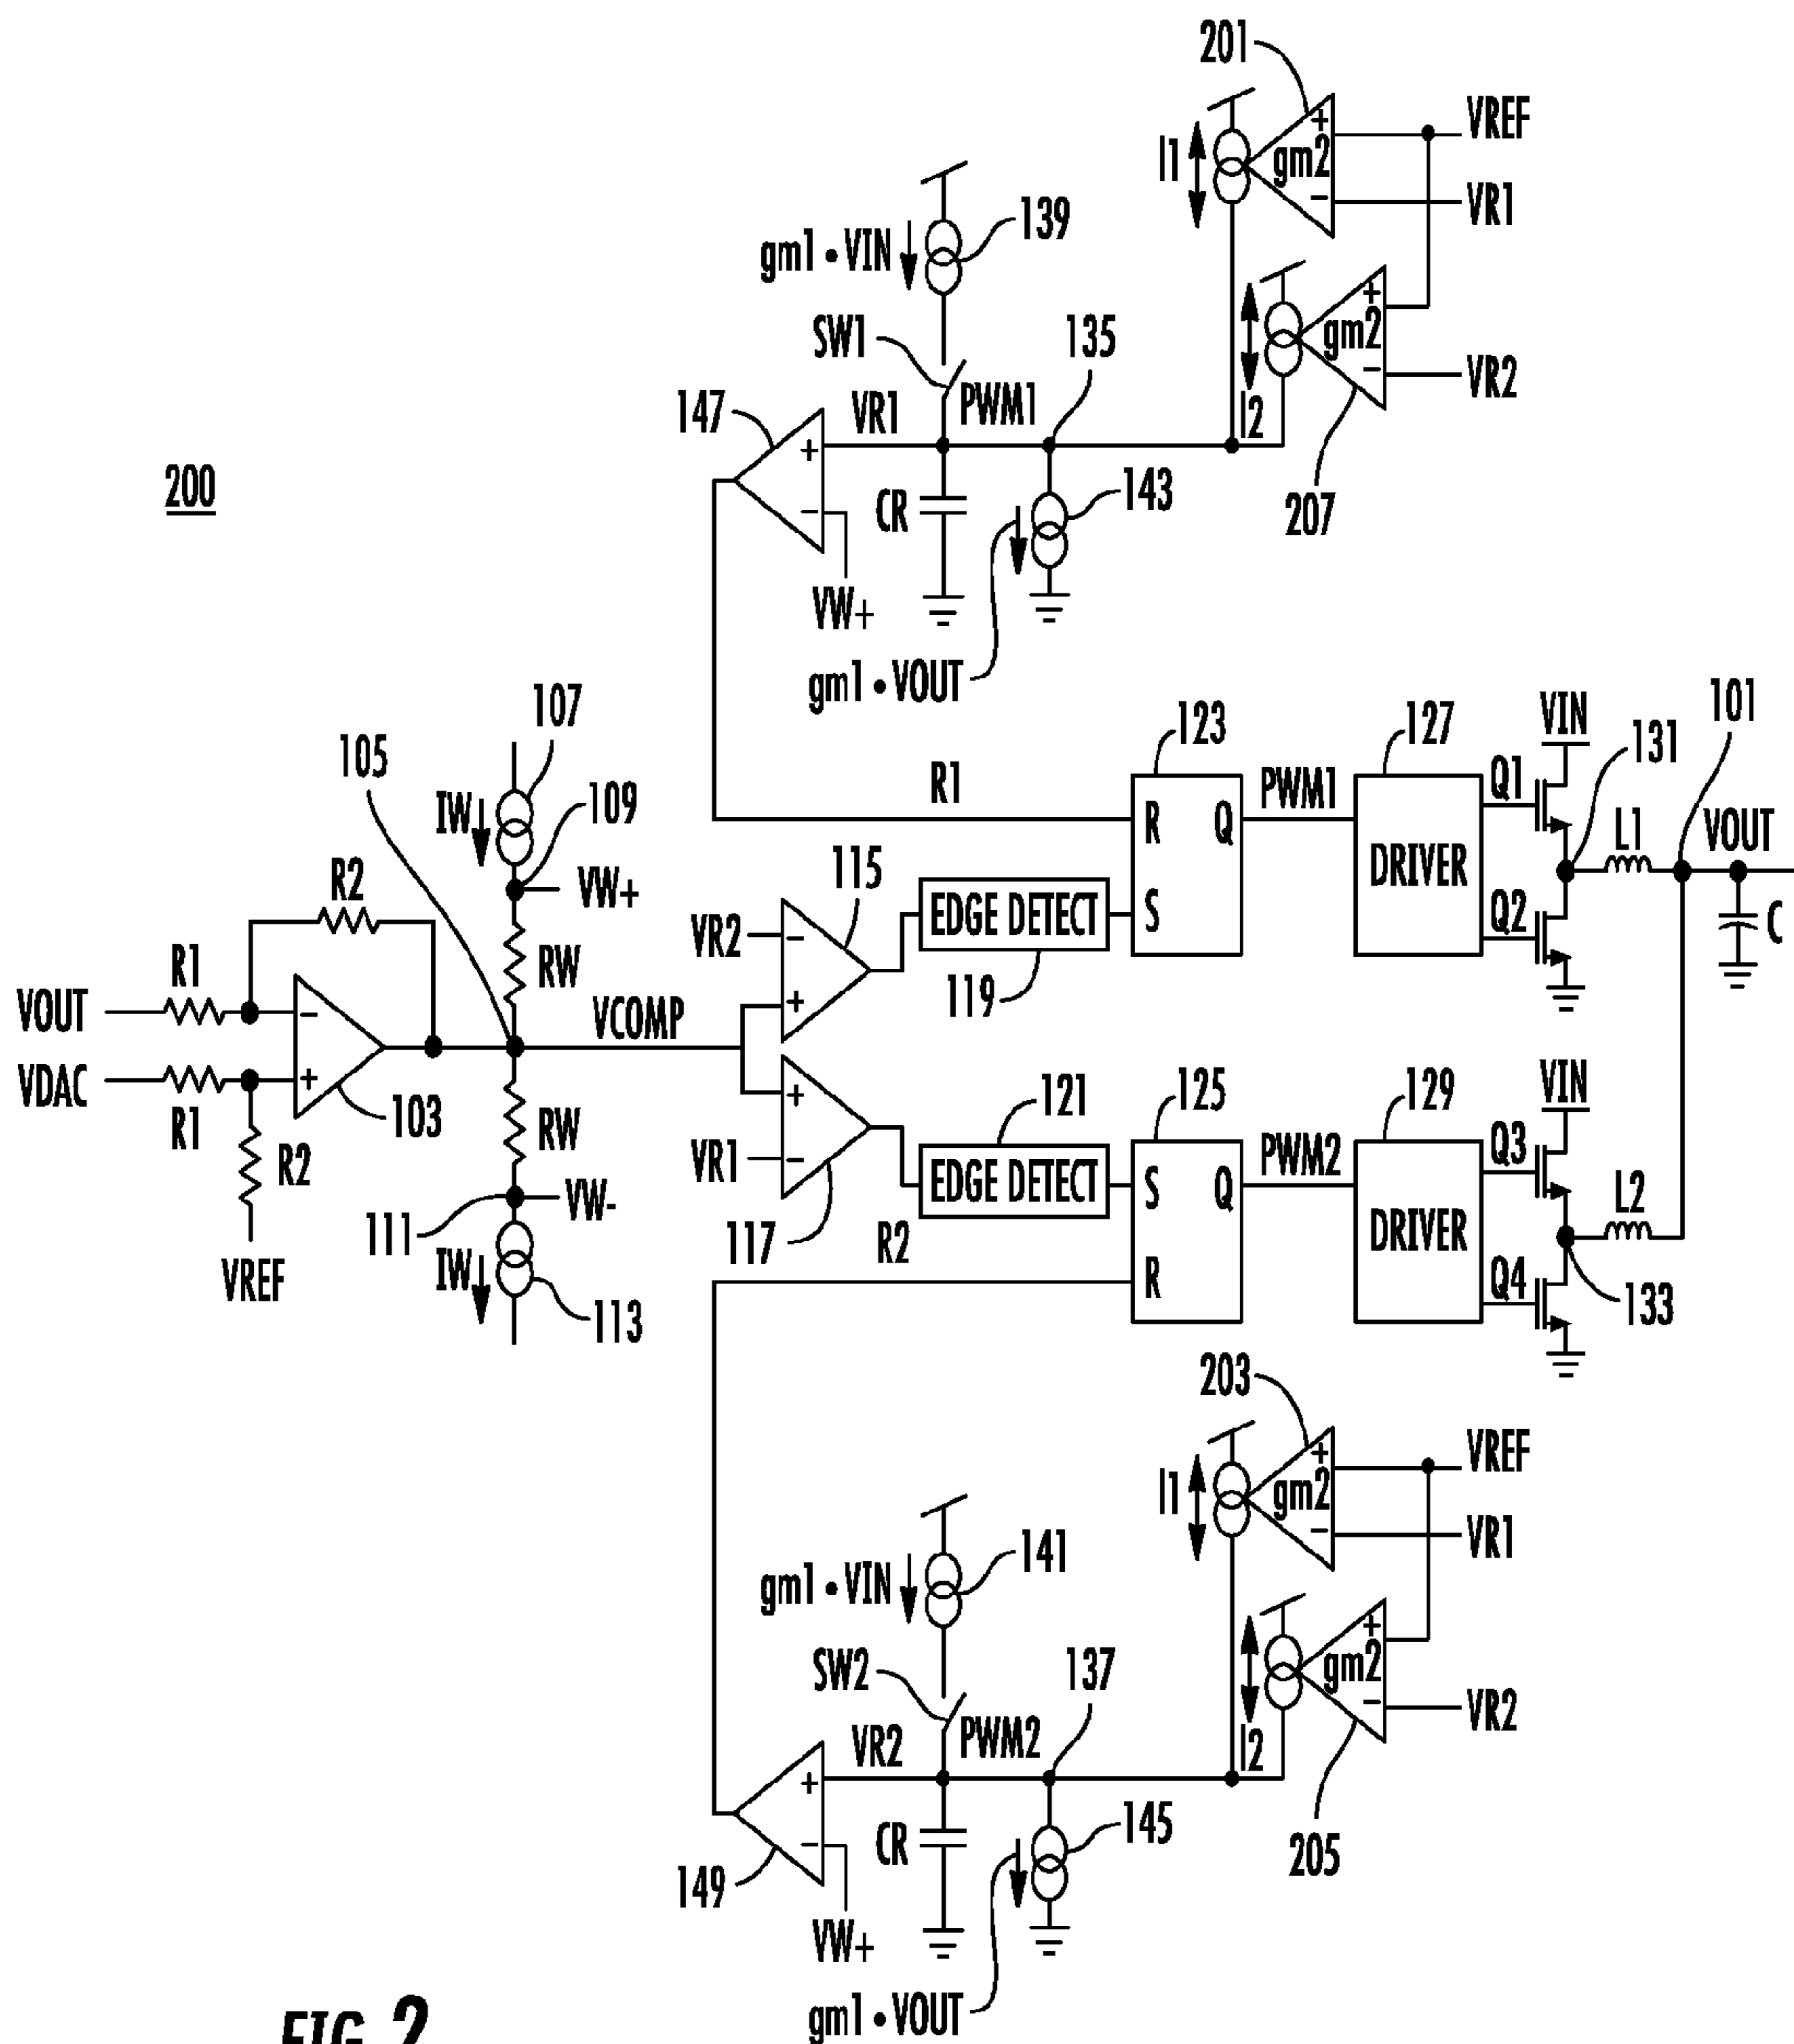 201
VREF
I1
+
gm2
−
VR1
139
gm1 • VIN
I2
+
gm2
−
VR2
SW1
135
147
VR1
PWM1
+
−
CR
143
207
200
VW+
gm1 • VOUT
107
105
IW
109
VW+
R2
RW
R1
VOUT
−
VDAC
+
R1
103
R2
VREF
RW
111
VW-
IW
113
VCOMP
R1
123
127
VIN
131
101
R
Q
PWM1
Q1
L1
VOUT
115
VR2
−
+
EDGE DETECT
119
S
DRIVER
Q2
C
+
VR1
−
117
121
EDGE DETECT
R2
125
129
VIN
S
Q
PWM2
Q3
L2
R
DRIVER
Q4
133
203
VREF
I1
+
gm2
−
VR1
141
gm1 • VIN
I2
+
gm2
−
VR2
SW2
137
VR2
PWM2
149
+
−
CR
145
205
VW+
gm1 • VOUT
FIG. 2